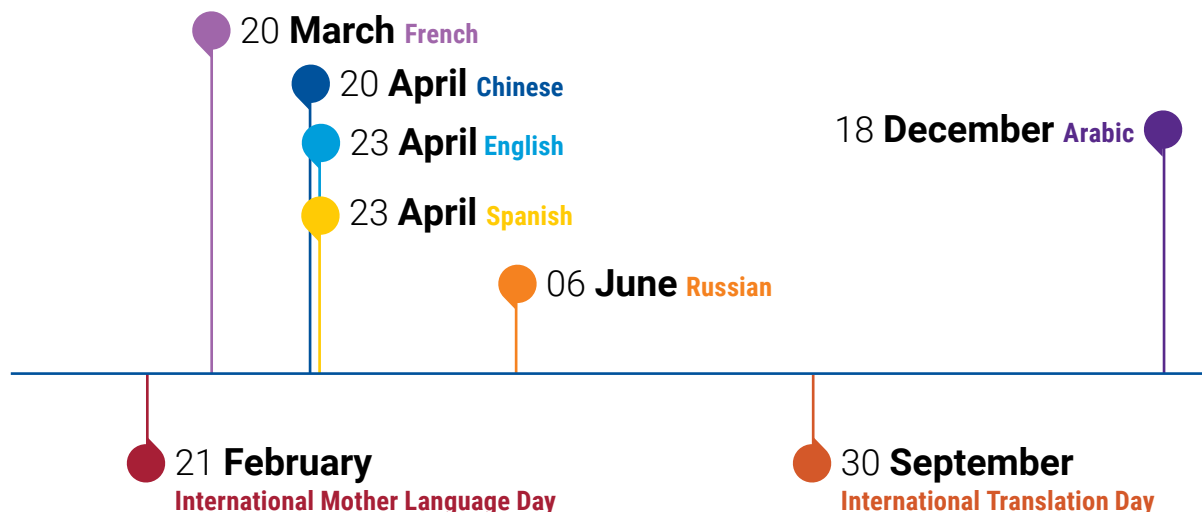 20 March French
20 April Chinese
23 April English
18 December Arabic
23 April Spanish
06 June Russian
21 February
International Mother Language Day
30 September
International Translation Day